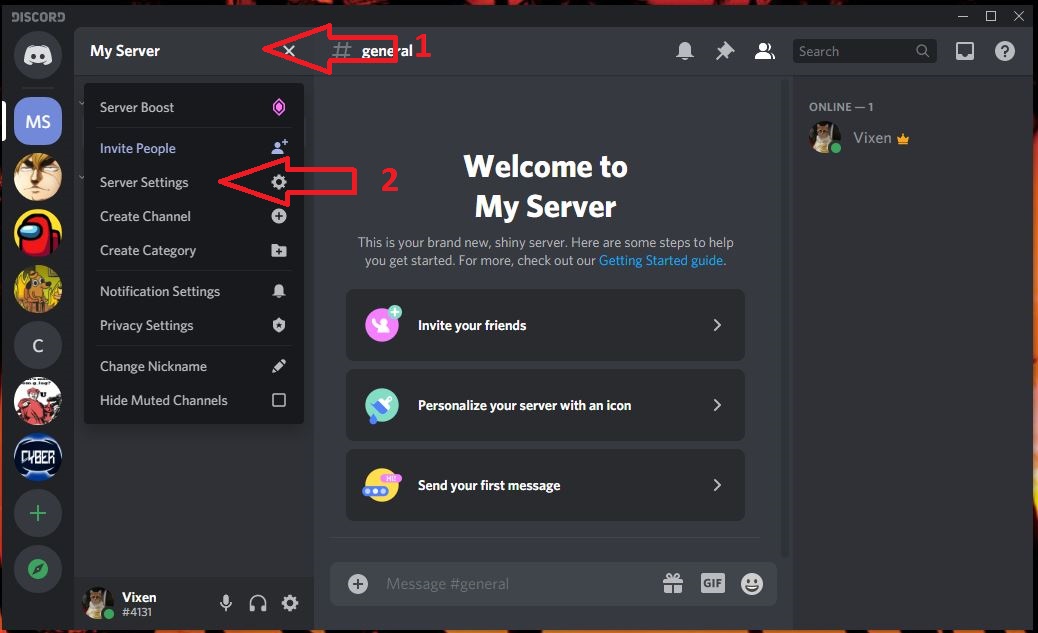 DISCORD
My Server
# general
1
Search
Server Boost
MS
Invite People
Server Settings
2
Create Channel
Create Category
Notification Settings
Privacy Settings
C
Change Nickname
Hide Muted Channels
CYBER
Vixen
#4131
Welcome to
My Server
This is your brand new, shiny server. Here are some steps to help
you get started. For more, check out our Getting Started guide.
Invite your friends
Personalize your server with an icon
HI!
Send your first message
Message #general
GIF
ONLINE — 1
Vixen